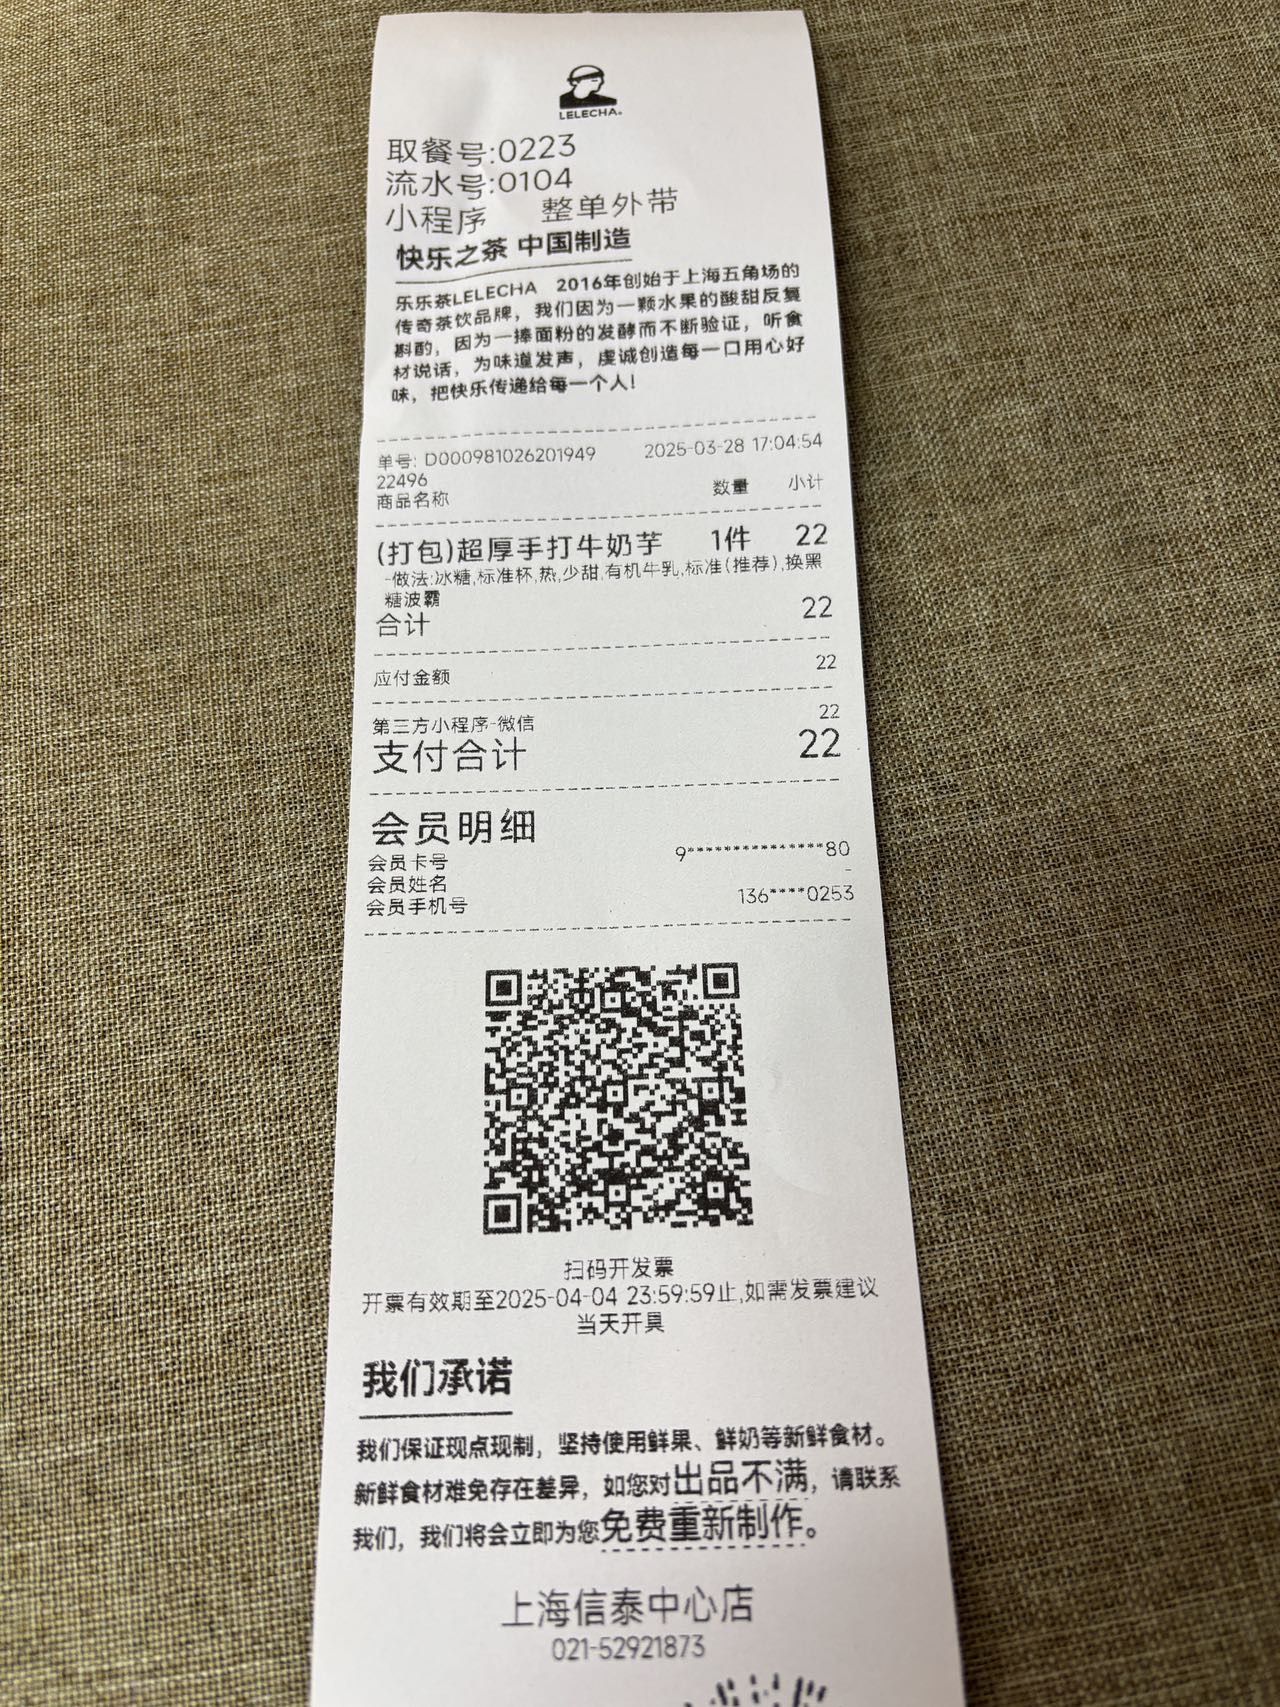 LELECHA®
取餐号:0223
流水号:0104
小程序 整单外带
快乐之茶 中国制造
乐乐茶LELECHA 2016年创始于上海五角场的
传奇茶饮品牌，我们因为一颗水果的酸甜反复
斟酌，因为一捧面粉的发酵而不断验证，听食
材说话，为味道发声，虔诚创造每一口用心好
味，把快乐传递给每一个人!
单号: D000981026201949 2025-03-28 17:04:54
22496
商品名称 数量 小计
(打包)超厚手打牛奶芋 1件 22
-做法:冰糖,标准杯,热,少甜,有机牛乳,标准(推荐),换黑
糖波霸
合计 22
应付金额 22
第三方小程序-微信 22
支付合计 22
会员明细
会员卡号 9***************80
会员姓名 -
会员手机号 136****0253
扫码开发票
开票有效期至2025-04-04 23:59:59止,如需发票建议
当天开具
我们承诺
我们保证现点现制，坚持使用鲜果、鲜奶等新鲜食材。
新鲜食材难免存在差异，如您对出品不满，请联系
我们，我们将会立即为您免费重新制作。
上海信泰中心店
021-52921873